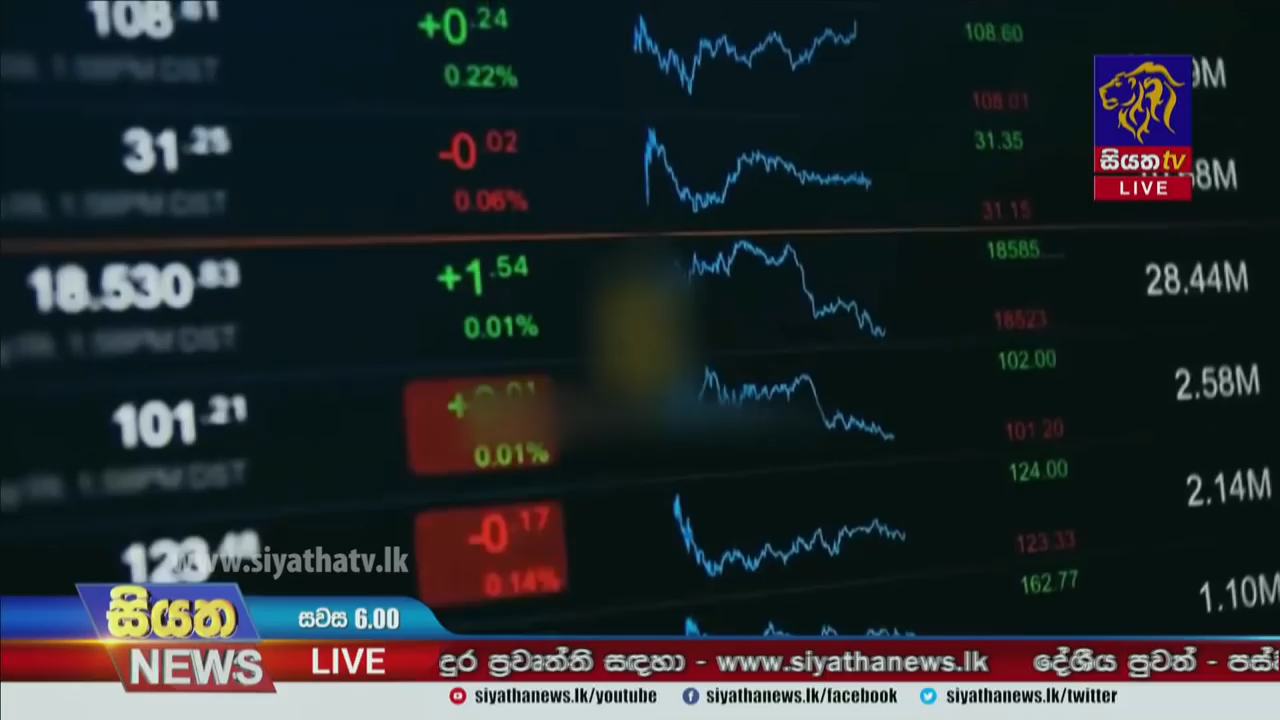 108.61 +0.24 108.60
0.22% 108.01
31.25 -0.02 31.35
0.06% 31.15
18.530.83 +1.54 18585 28.44M
0.01% 18523
101.21 102.00 2.58M
0.01% 101.20
-0.17 124.00 2.14M
0.14% 123.33
162.77 1.10M
සියත tv
LIVE
www.siyathatv.lk
සියත
NEWS
සවස 6.00
LIVE
දුර ප්‍රවෘත්ති සඳහා - www.siyathanews.lk දේශීය පුවත් -
siyathanews.lk/youtube siyathanews.lk/facebook siyathanews.lk/twitter